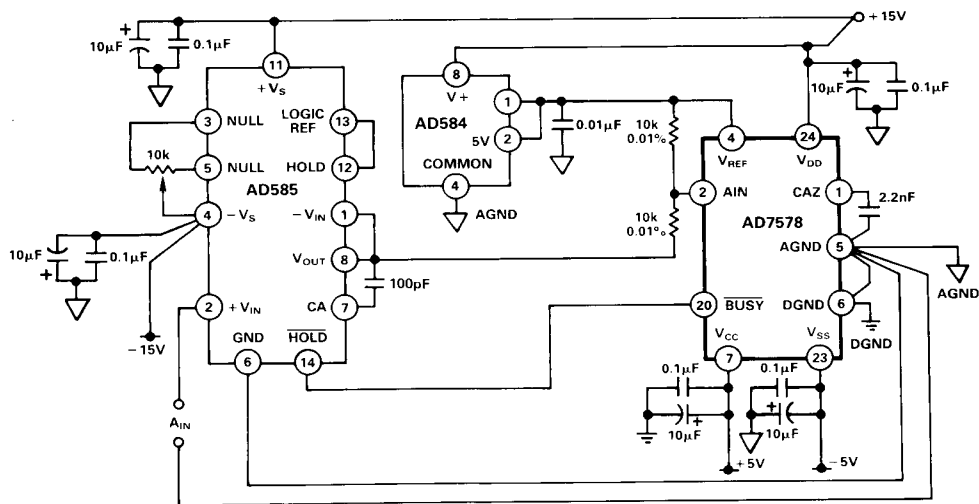 +15V
10μF
0.1μF
11
+VS
8
V+
AD584
1
5V
2
COMMON
4
AGND
0.01μF
10k
0.01%
10μF
0.1μF
3
NULL
LOGIC
REF
13
10k
5
NULL
HOLD
12
AD585
4
-VS
-VIN
1
VOUT
8
100pF
CA
7
10μF
0.1μF
2
+VIN
-15V
GND
6
HOLD
14
AIN
4
VREF
24
VDD
2
AIN
CAZ
1
2.2nF
AD7578
10k
0.01%
AGND
5
AGND
20
BUSY
DGND
6
DGND
VCC
7
VSS
23
0.1μF
10μF
+5V
0.1μF
10μF
-5V